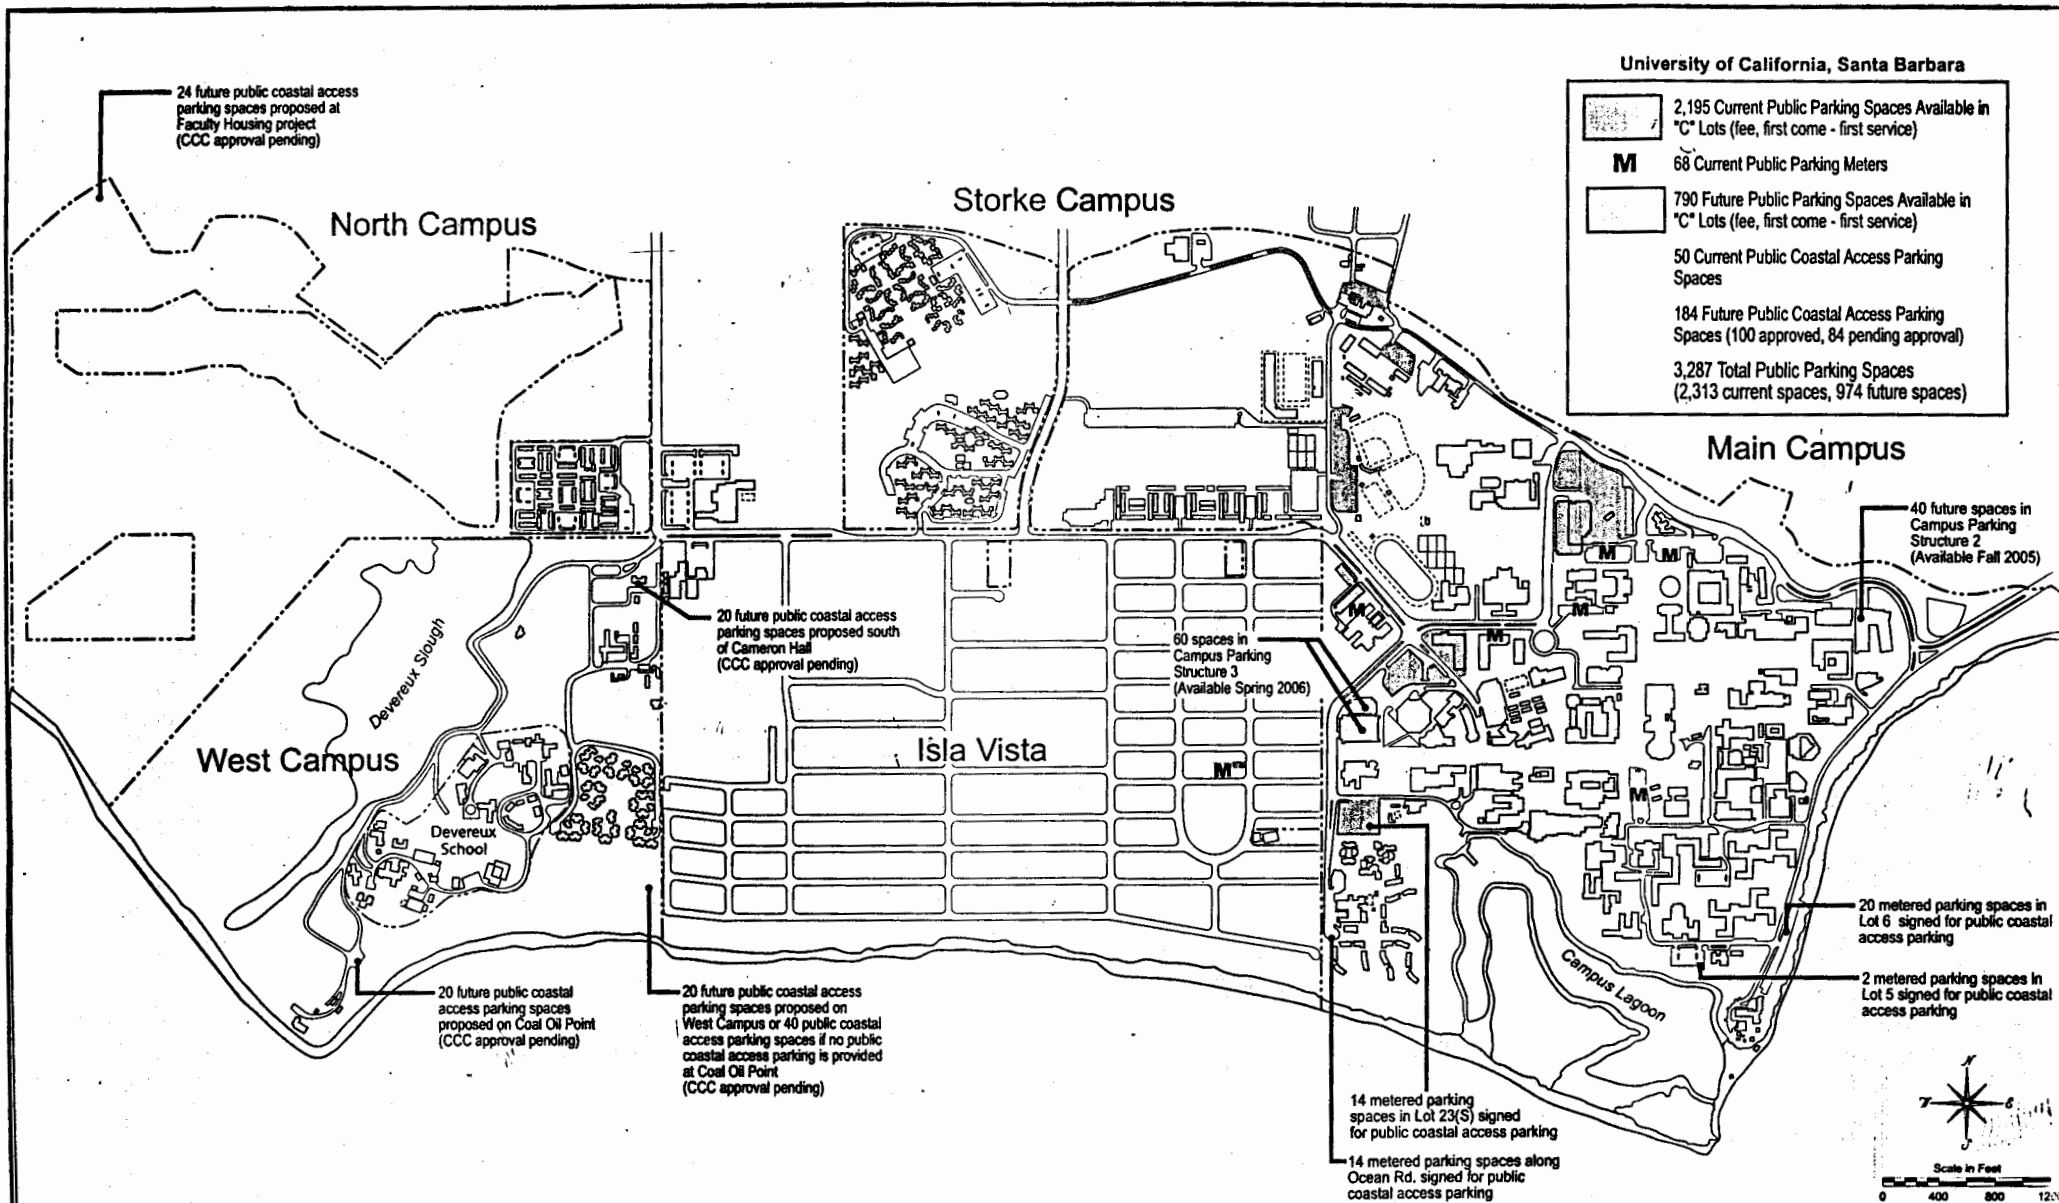 University of California, Santa Barbara
2,195 Current Public Parking Spaces Available in
"C" Lots (fee, first come - first service)
M
68 Current Public Parking Meters
790 Future Public Parking Spaces Available in
"C" Lots (fee, first come - first service)
50 Current Public Coastal Access Parking
Spaces
184 Future Public Coastal Access Parking
Spaces (100 approved, 84 pending approval)
3,287 Total Public Parking Spaces
(2,313 current spaces, 974 future spaces)
24 future public coastal access
parking spaces proposed at
Faculty Housing project
(CCC approval pending)
North Campus
Storke Campus
Main Campus
40 future spaces in
Campus Parking
Structure 2
(Available Fall 2005)
M
M
M
M
M
20 future public coastal access
parking spaces proposed south
of Cameron Hall
(CCC approval pending)
60 spaces in
Campus Parking
Structure 3
(Available Spring 2006)
Devereux Slough
West Campus
Isla Vista
M
M
Devereux
School
20 metered parking spaces in
Lot 6 signed for public coastal
access parking
Campus Lagoon
2 metered parking spaces in
Lot 5 signed for public coastal
access parking
20 future public coastal
access parking spaces
proposed on Coal Oil Point
(CCC approval pending)
20 future public coastal access
parking spaces proposed on
West Campus or 40 public coastal
access parking spaces if no public
coastal access parking is provided
at Coal Oil Point
(CCC approval pending)
14 metered parking
spaces in Lot 23(S) signed
for public coastal access parking
14 metered parking spaces along
Ocean Rd. signed for public
coastal access parking
N
S
Scale in Feet
0 400 800